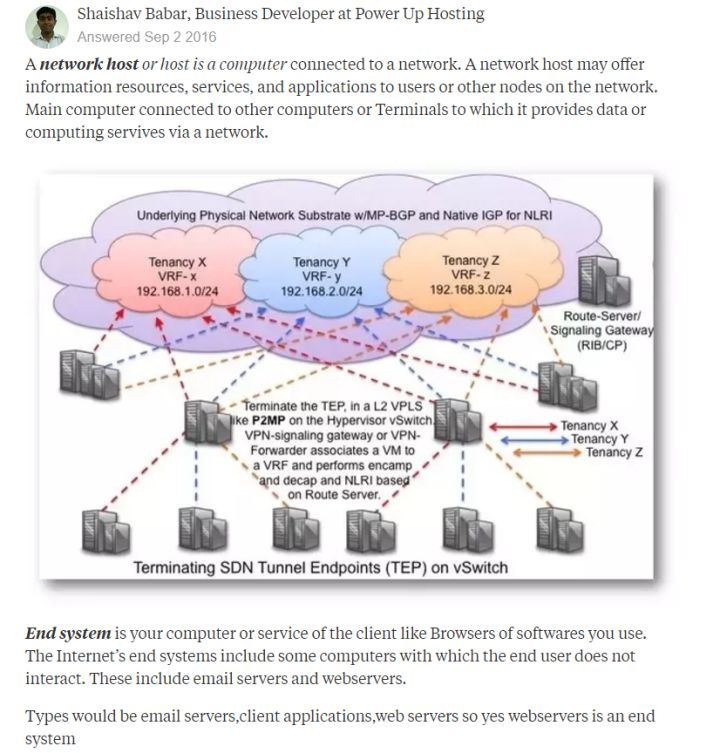 Shaishav Babar, Business Developer at Power Up Hosting
Answered Sep 2 2016
A network host or host is a computer connected to a network. A network host may offer
information resources, services, and applications to users or other nodes on the network.
Main computer connected to other computers or Terminals to which it provides data or
computing servives via a network.
Underlying Physical Network Substrate w/MP-BGP and Native IGP for NLRI
Tenancy X
VRF-x
192.168.1.0/24
Tenancy Y
VRF-y
192.168.2.0/24
Tenancy Z
VRF-z
192.168.3.0/24
Route-Server/
Signaling Gateway
(RIB/CP)
Terminate the TEP, in a L2 VPLS
like P2MP on the Hypervisor vSwitch.
VPN-signaling gateway or VPN-
Forwarder associates a VM to
a VRF and performs encamp
and decap and NLRI based
on Route Server.
Tenancy X
Tenancy Y
Tenancy Z
Terminating SDN Tunnel Endpoints (TEP) on vSwitch
End system is your computer or service of the client like Browsers of softwares you use.
The Internet's end systems include some computers with which the end user does not
interact. These include email servers and webservers.
Types would be email servers,client applications,web servers so yes webservers is an end
system